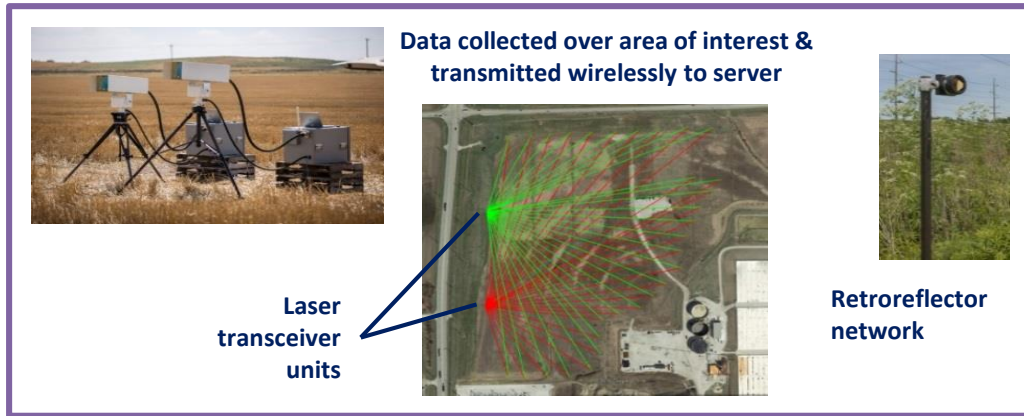 Data collected over area of interest &
transmitted wirelessly to server
Laser
transceiver
units
Retroreflector
network